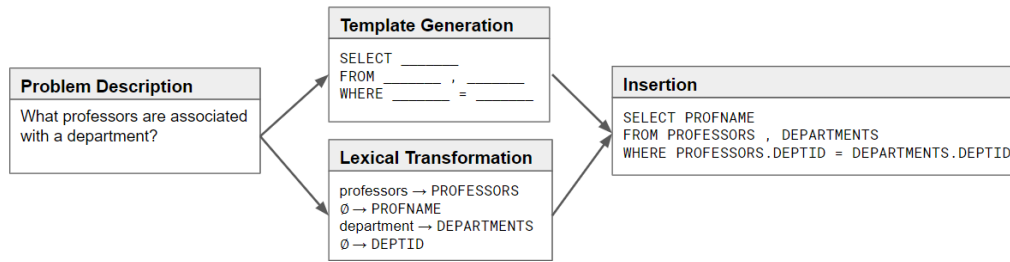 Problem Description
What professors are associated
with a department?
Template Generation
SELECT _______
FROM _______ , _______
WHERE _______ = _______
Lexical Transformation
professors → PROFESSORS
∅ → PROFNAME
department → DEPARTMENTS
∅ → DEPTID
Insertion
SELECT PROFNAME
FROM PROFESSORS , DEPARTMENTS
WHERE PROFESSORS.DEPTID = DEPARTMENTS.DEPTID